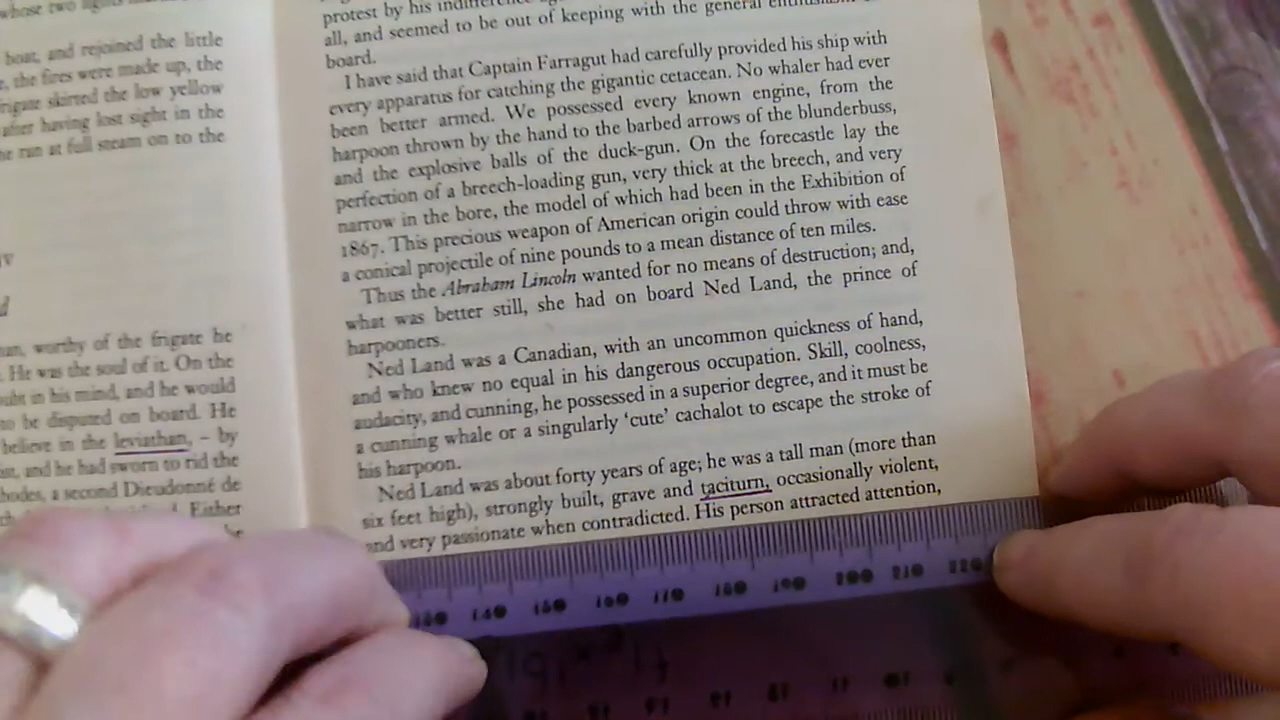 whose two
boat, and rejoined the little
the fires were made up, the
frigate skirted the low yellow
after having lost sight in the
ran at full steam on to the
worthy of the frigate he
He was the soul of it. On the
in his mind, and he would
to be disputed on board. He
believe in the leviathan, – by
and he had sworn to rid the
a second Dieudonné de
Either
protest by his
all, and seemed to be out of keeping with the general
board.
I have said that Captain Farragut had carefully provided his ship with
every apparatus for catching the gigantic cetacean. No whaler had ever
been better armed. We possessed every known engine, from the
harpoon thrown by the hand to the barbed arrows of the blunderbuss,
and the explosive balls of the duck-gun. On the forecastle lay the
perfection of a breech-loading gun, very thick at the breech, and very
narrow in the bore, the model of which had been in the Exhibition of
1867. This precious weapon of American origin could throw with ease
a conical projectile of nine pounds to a mean distance of ten miles.
Thus the Abraham Lincoln wanted for no means of destruction; and,
what was better still, she had on board Ned Land, the prince of
harpooners.
Ned Land was a Canadian, with an uncommon quickness of hand,
and who knew no equal in his dangerous occupation. Skill, coolness,
audacity, and cunning, he possessed in a superior degree, and it must be
a cunning whale or a singularly ‘cute’ cachalot to escape the stroke of
his harpoon.
Ned Land was about forty years of age; he was a tall man (more than
six feet high), strongly built, grave and taciturn, occasionally violent,
and very passionate when contradicted. His person attracted attention,
140 150 160 170 180 190 200 210 220